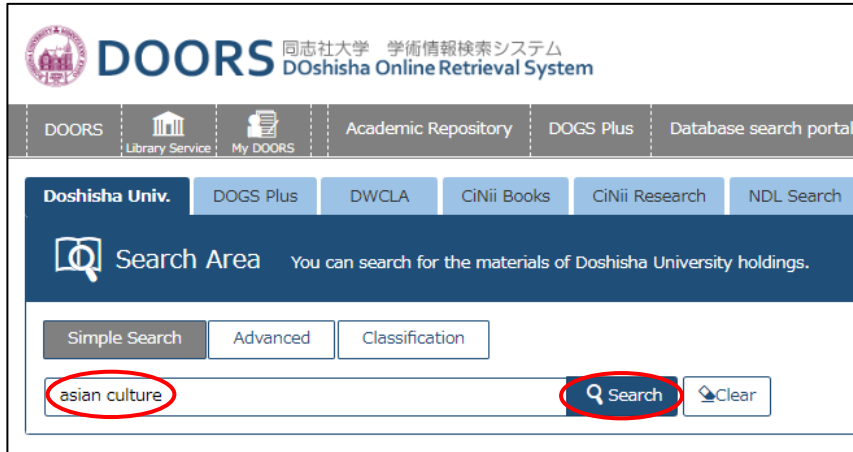 DOORS 同志社大学 学術情報検索システム
DOshisha Online Retrieval System
DOORS Library Service My DOORS Academic Repository DOGS Plus Database search portal
Doshisha Univ. DOGS Plus DWCLA CiNii Books CiNii Research NDL Search
Search Area You can search for the materials of Doshisha University holdings.
Simple Search Advanced Classification
asian culture Search Clear